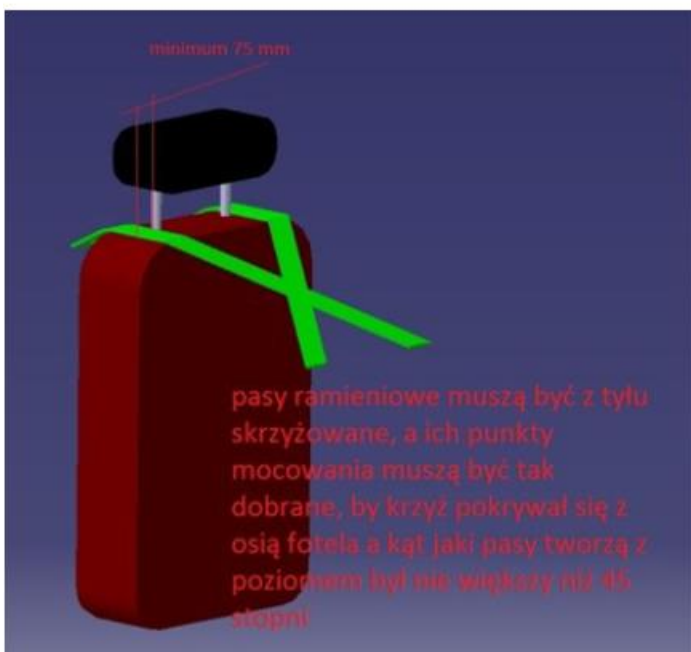 minimum 75 mm
pasy ramieniowe muszą być z tyłu
skrzyżowane, a ich punkty
mocowania muszą być tak
dobrane, by krzyż pokrywał się z
osią fotela a kąt jaki pasy tworzą z
poziomem był nie większy niż 45
stopni